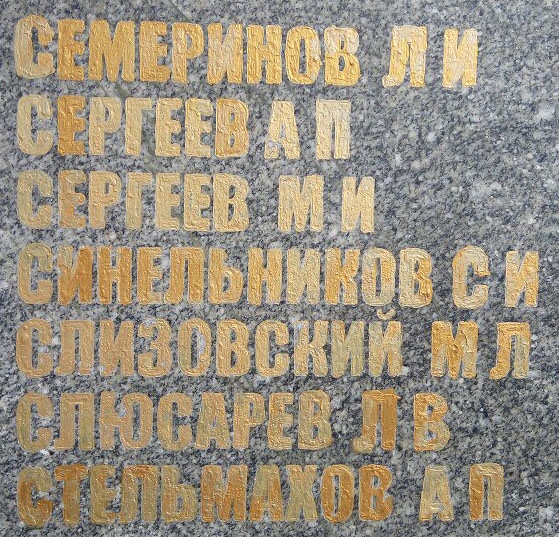 СЕМЕРИНОВ Л И
СЕРГЕЕВ А П
СЕРГЕЕВ М И
СИНЕЛЬНИКОВ С И
СЛИЗОВСКИЙ М Л
СЛЮСАРЕВ Л В
СТЕЛЬМАХОВ А П